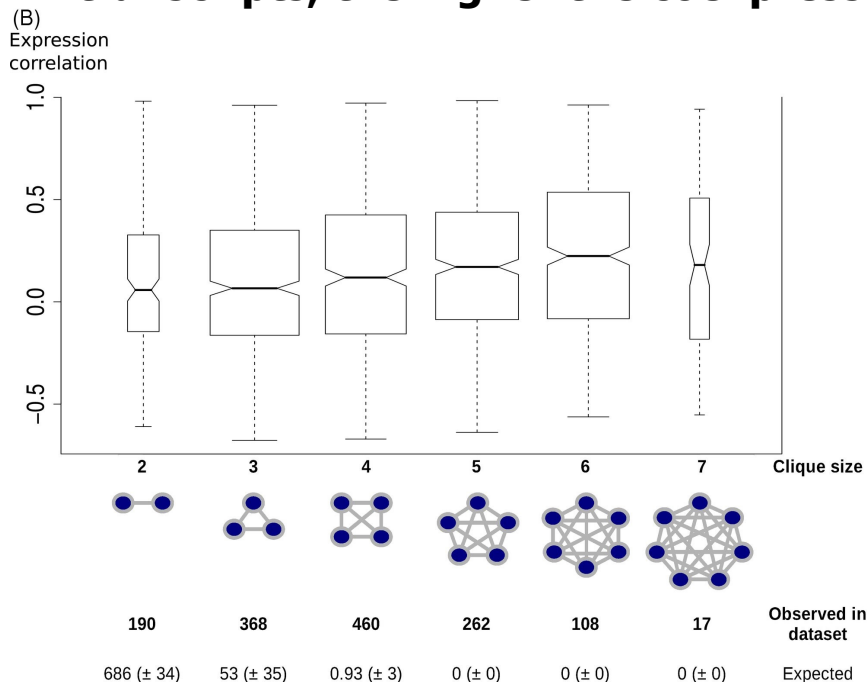 (B)
Expression
correlation
1.0
0.5
0.0
−0.5
2 3 4 5 6 7 Clique size
190 368 460 262 108 17 Observed in
dataset
686 (± 34) 53 (± 35) 0.93 (± 3) 0 (± 0) 0 (± 0) 0 (± 0) Expected